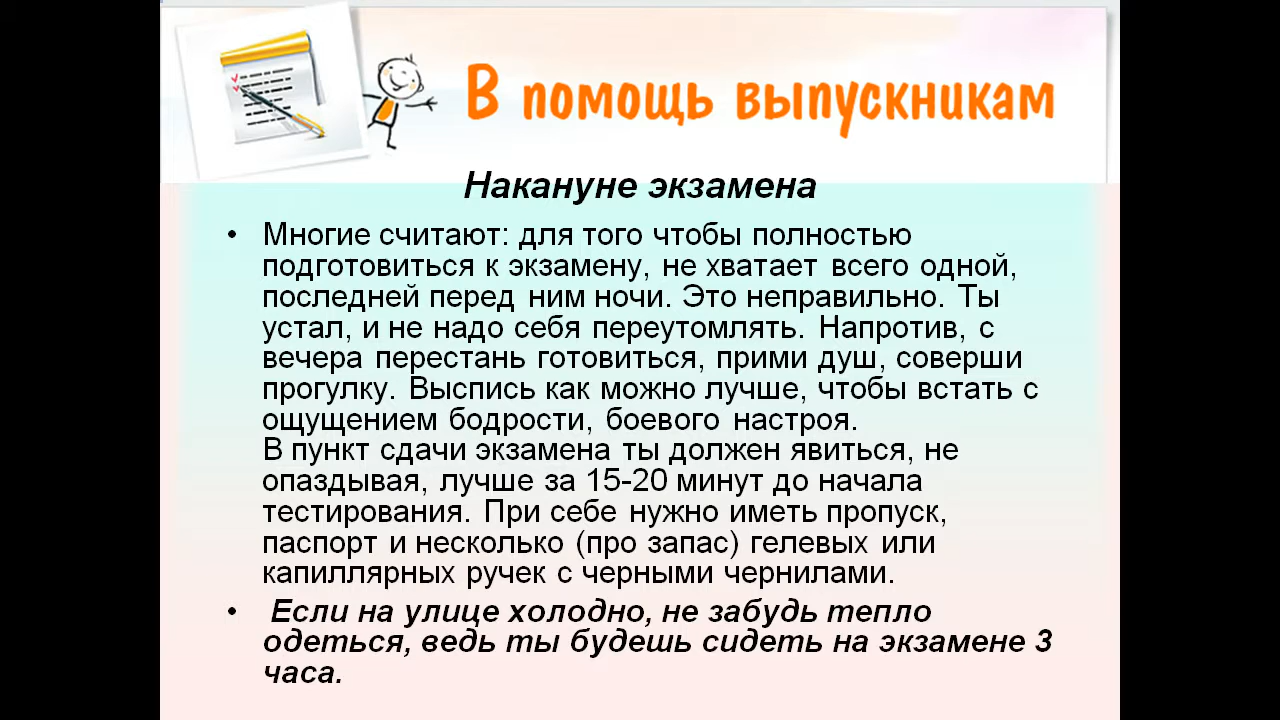 В помощь выпускникам
Накануне экзамена
• Многие считают: для того чтобы полностью
подготовиться к экзамену, не хватает всего одной,
последней перед ним ночи. Это неправильно. Ты
устал, и не надо себя переутомлять. Напротив, с
вечера перестань готовиться, прими душ, соверши
прогулку. Выспись как можно лучше, чтобы встать с
ощущением бодрости, боевого настроя.
В пункт сдачи экзамена ты должен явиться, не
опаздывая, лучше за 15-20 минут до начала
тестирования. При себе нужно иметь пропуск,
паспорт и несколько (про запас) гелевых или
капиллярных ручек с черными чернилами.
• Если на улице холодно, не забудь тепло
одеться, ведь ты будешь сидеть на экзамене 3
часа.